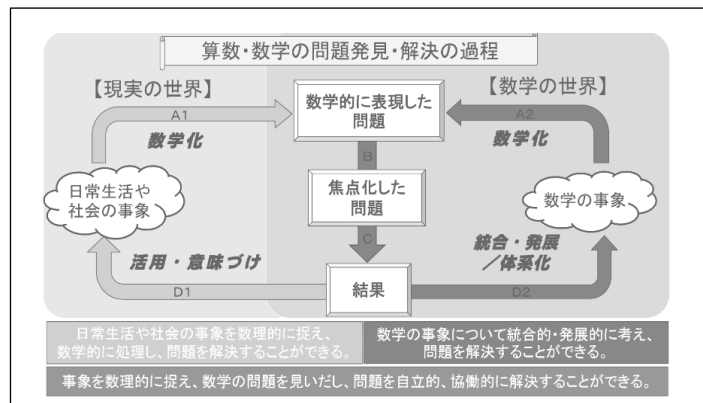 算数・数学の問題発見・解決の過程
【現実の世界】
【数学の世界】
A1
数学化
数学的に表現した
問題
A2
数学化
B
日常生活や
社会の事象
焦点化した
問題
数学の事象
C
活用・意味づけ
統合・発展
／体系化
D1
結果
D2
日常生活や社会の事象を数理的に捉え、
数学的に処理し、問題を解決することができる。
数学の事象について統合的・発展的に考え、
問題を解決することができる。
事象を数理的に捉え、数学の問題を見いだし、問題を自立的、協働的に解決することができる。